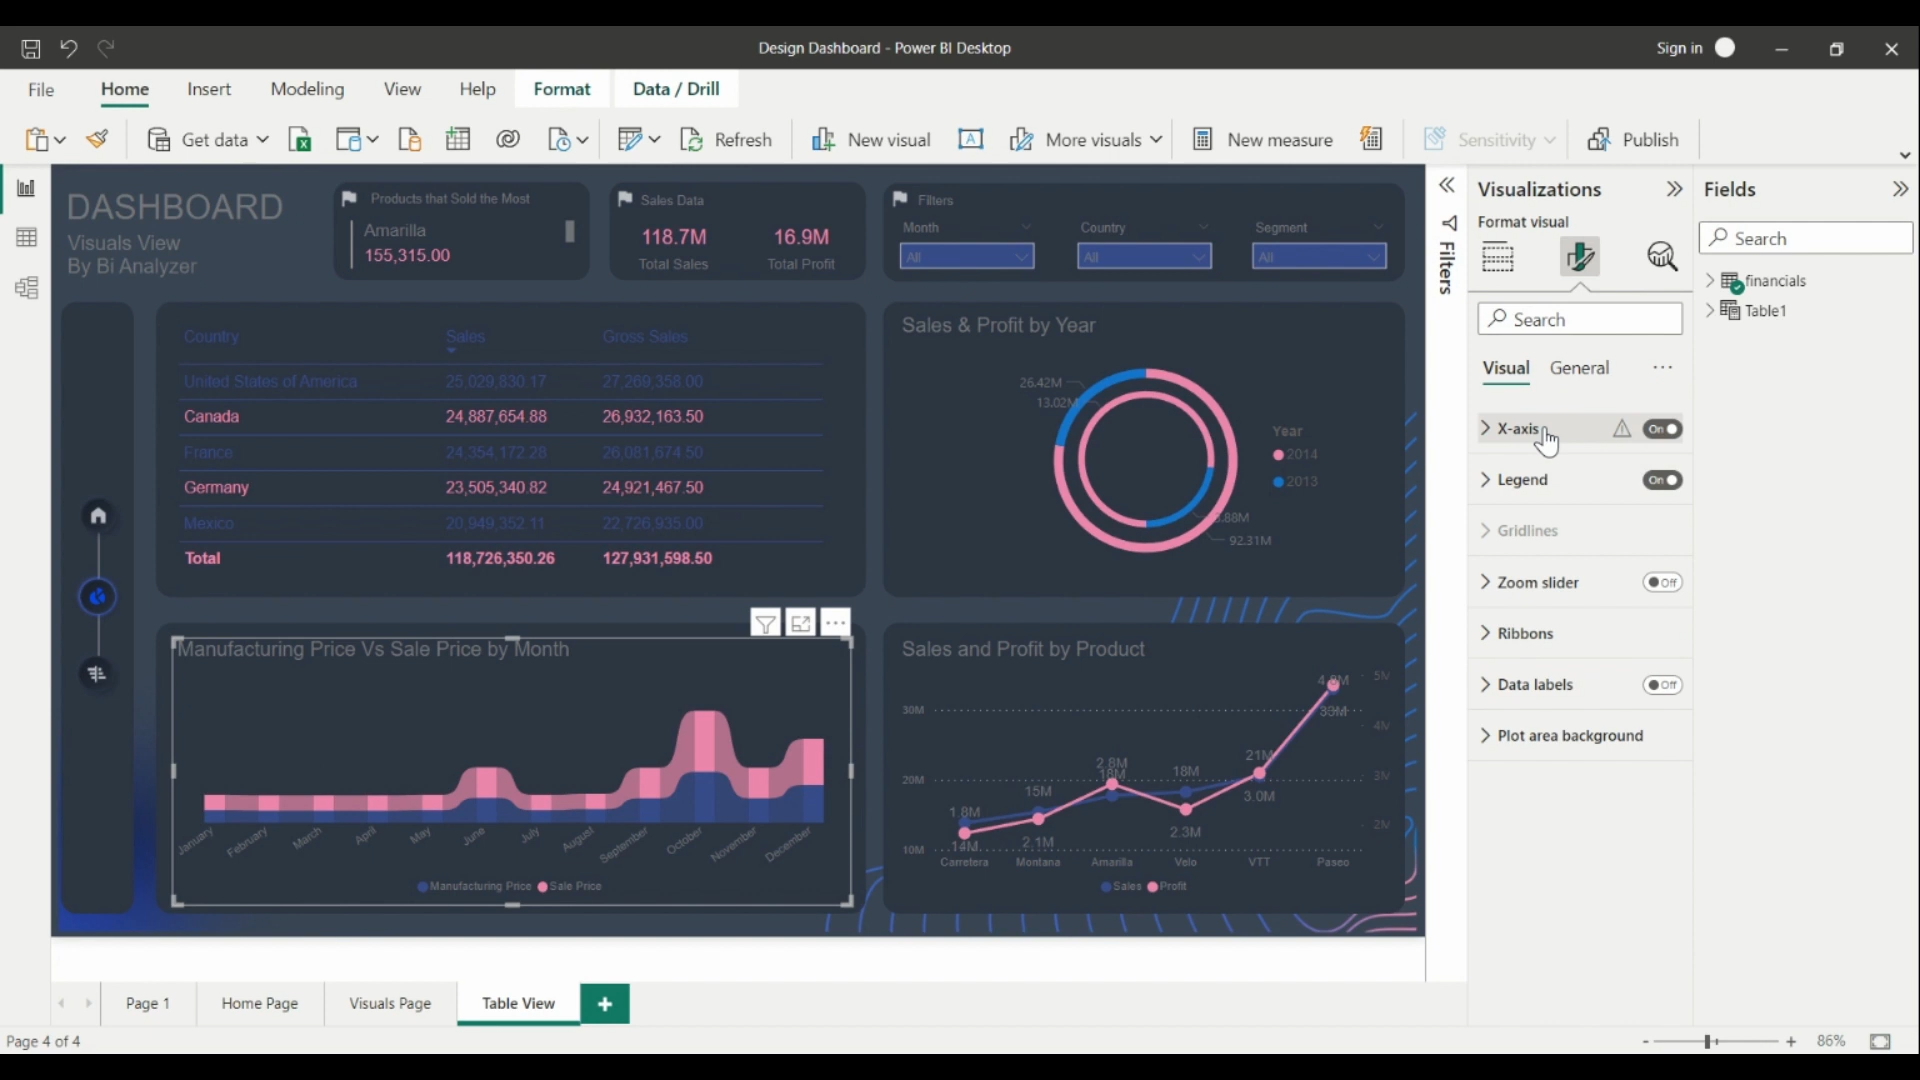 Design Dashboard - Power BI Desktop
Sign in
File
Home
Insert
Modeling
View
Help
Format
Data / Drill
Get data
Refresh
New visual
More visuals
New measure
Sensitivity
Publish
DASHBOARD
Visuals View
By Bi Analyzer
Products that Sold the Most
Amarilla
155,315.00
Sales Data
118.7M
Total Sales
16.9M
Total Profit
Filters
Month
All
Country
All
Segment
All
Country Sales Gross Sales
United States of America 25,029,830.17 27,269,358.00
Canada 24,887,654.88 26,932,163.50
France 24,354,172.28 26,081,674.50
Germany 23,505,340.82 24,921,467.50
Mexico 20,949,352.11 22,726,935.00
Total 118,726,350.26 127,931,598.50
Sales & Profit by Year
26.42M
13.02M
92.31M
Year
2014
2013
Manufacturing Price Vs Sale Price by Month
January
February
March
April
May
June
July
August
September
October
November
December
Manufacturing Price
Sale Price
Sales and Profit by Product
30M
20M
10M
5M
4M
3M
2M
1.8M
14M
15M
2.1M
2.8M
18M
18M
2.3M
21M
3.0M
33M
Carretera
Montana
Amarilla
Velo
VTT
Paseo
Sales
Profit
Filters
Visualizations
Format visual
Search
Visual
General
X-axis
On
Legend
On
Gridlines
Zoom slider
Off
Ribbons
Data labels
Off
Plot area background
Fields
Search
financials
Table1
Page 1
Home Page
Visuals Page
Table View
Page 4 of 4
86%